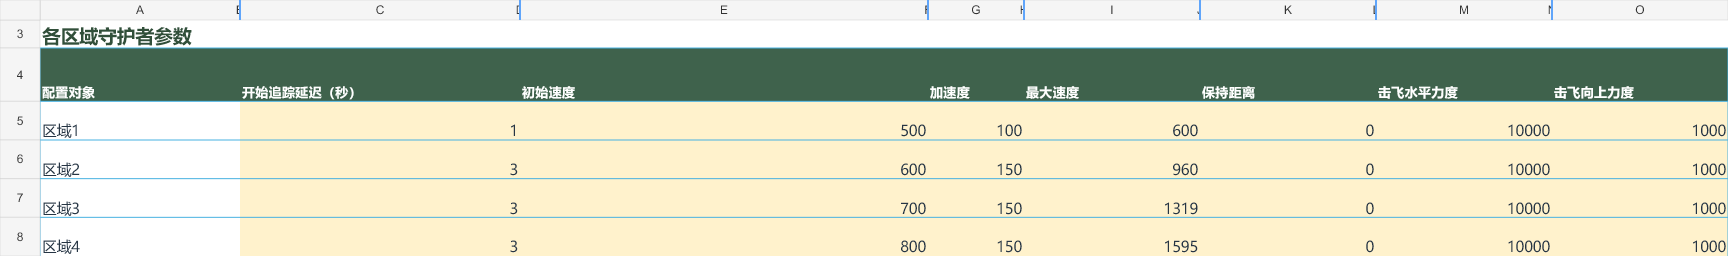 A C E G I K M O
3 各区域守护者参数
4 配置对象 开始追踪延迟（秒） 初始速度 加速度 最大速度 保持距离 击飞水平力度 击飞向上力度
5 区域1 1 500 100 600 0 10000 1000
6 区域2 3 600 150 960 0 10000 1000
7 区域3 3 700 150 1319 0 10000 1000
8 区域4 3 800 150 1595 0 10000 1000